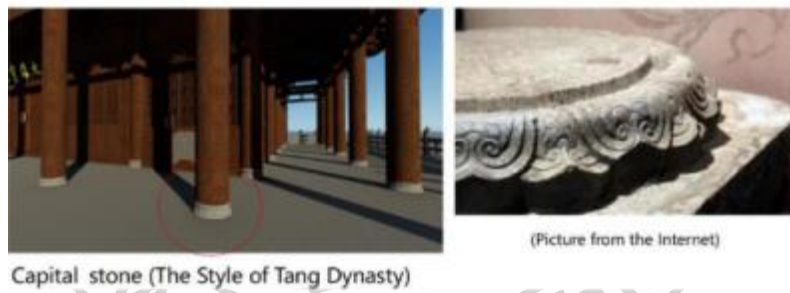 (Picture from the Internet)
Capital stone (The Style of Tang Dynasty)